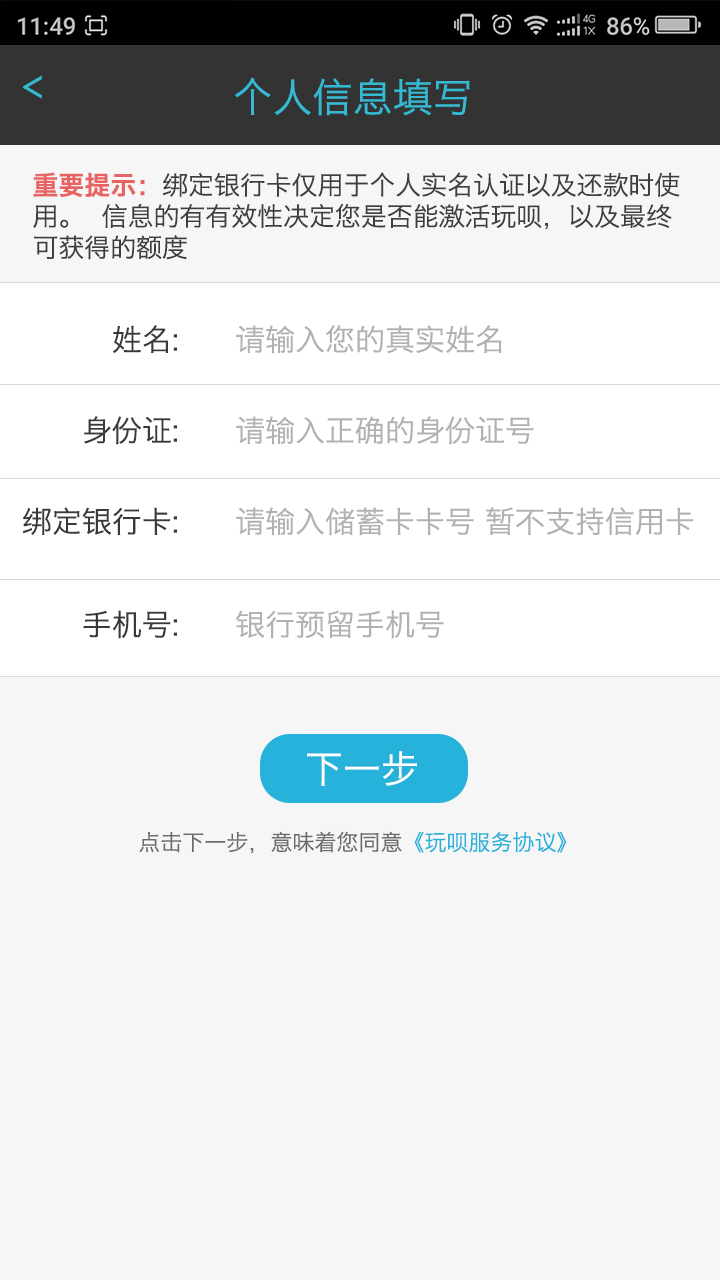 11:49
4G
1X
86%
<
个人信息填写
重要提示：绑定银行卡仅用于个人实名认证以及还款时使
用。 信息的有有效性决定您是否能激活玩呗，以及最终
可获得的额度
姓名: 请输入您的真实姓名
身份证: 请输入正确的身份证号
绑定银行卡: 请输入储蓄卡卡号 暂不支持信用卡
手机号: 银行预留手机号
下一步
点击下一步，意味着您同意《玩呗服务协议》